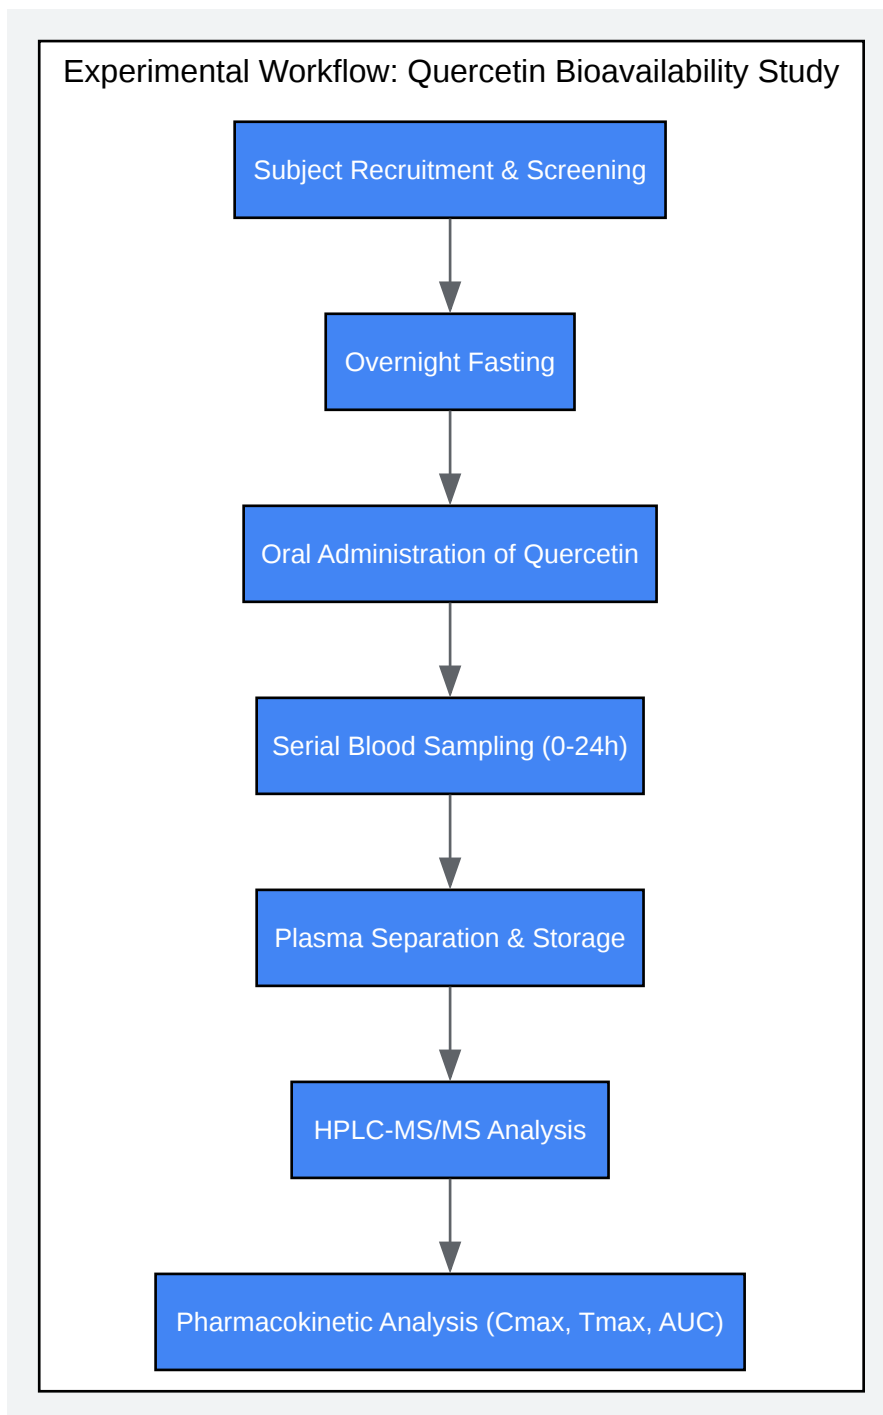 Experimental Workflow: Quercetin Bioavailability Study
Subject Recruitment & Screening
Overnight Fasting
Oral Administration of Quercetin
Serial Blood Sampling (0-24h)
Plasma Separation & Storage
HPLC-MS/MS Analysis
Pharmacokinetic Analysis (Cmax, Tmax, AUC)